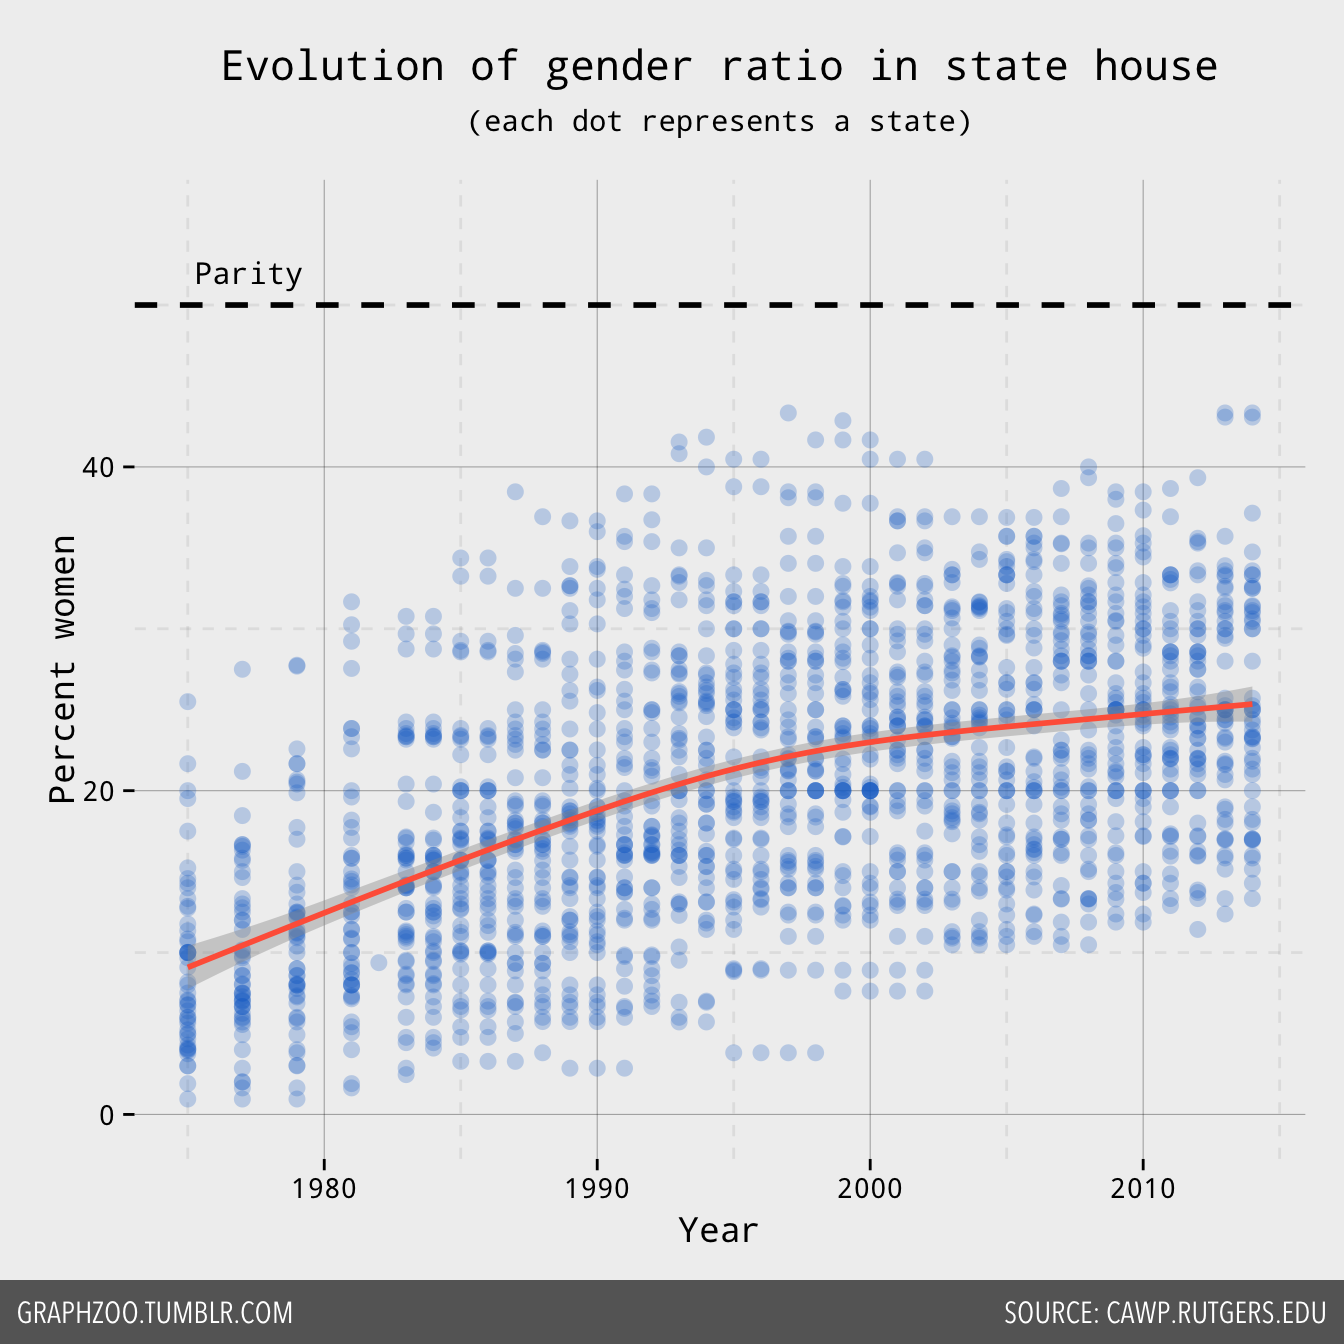 Evolution of gender ratio in state house
(each dot represents a state)
Parity
Percent women
40
20
0
1980 1990 2000 2010
Year
GRAPHZOO.TUMBLR.COM
SOURCE: CAWP.RUTGERS.EDU